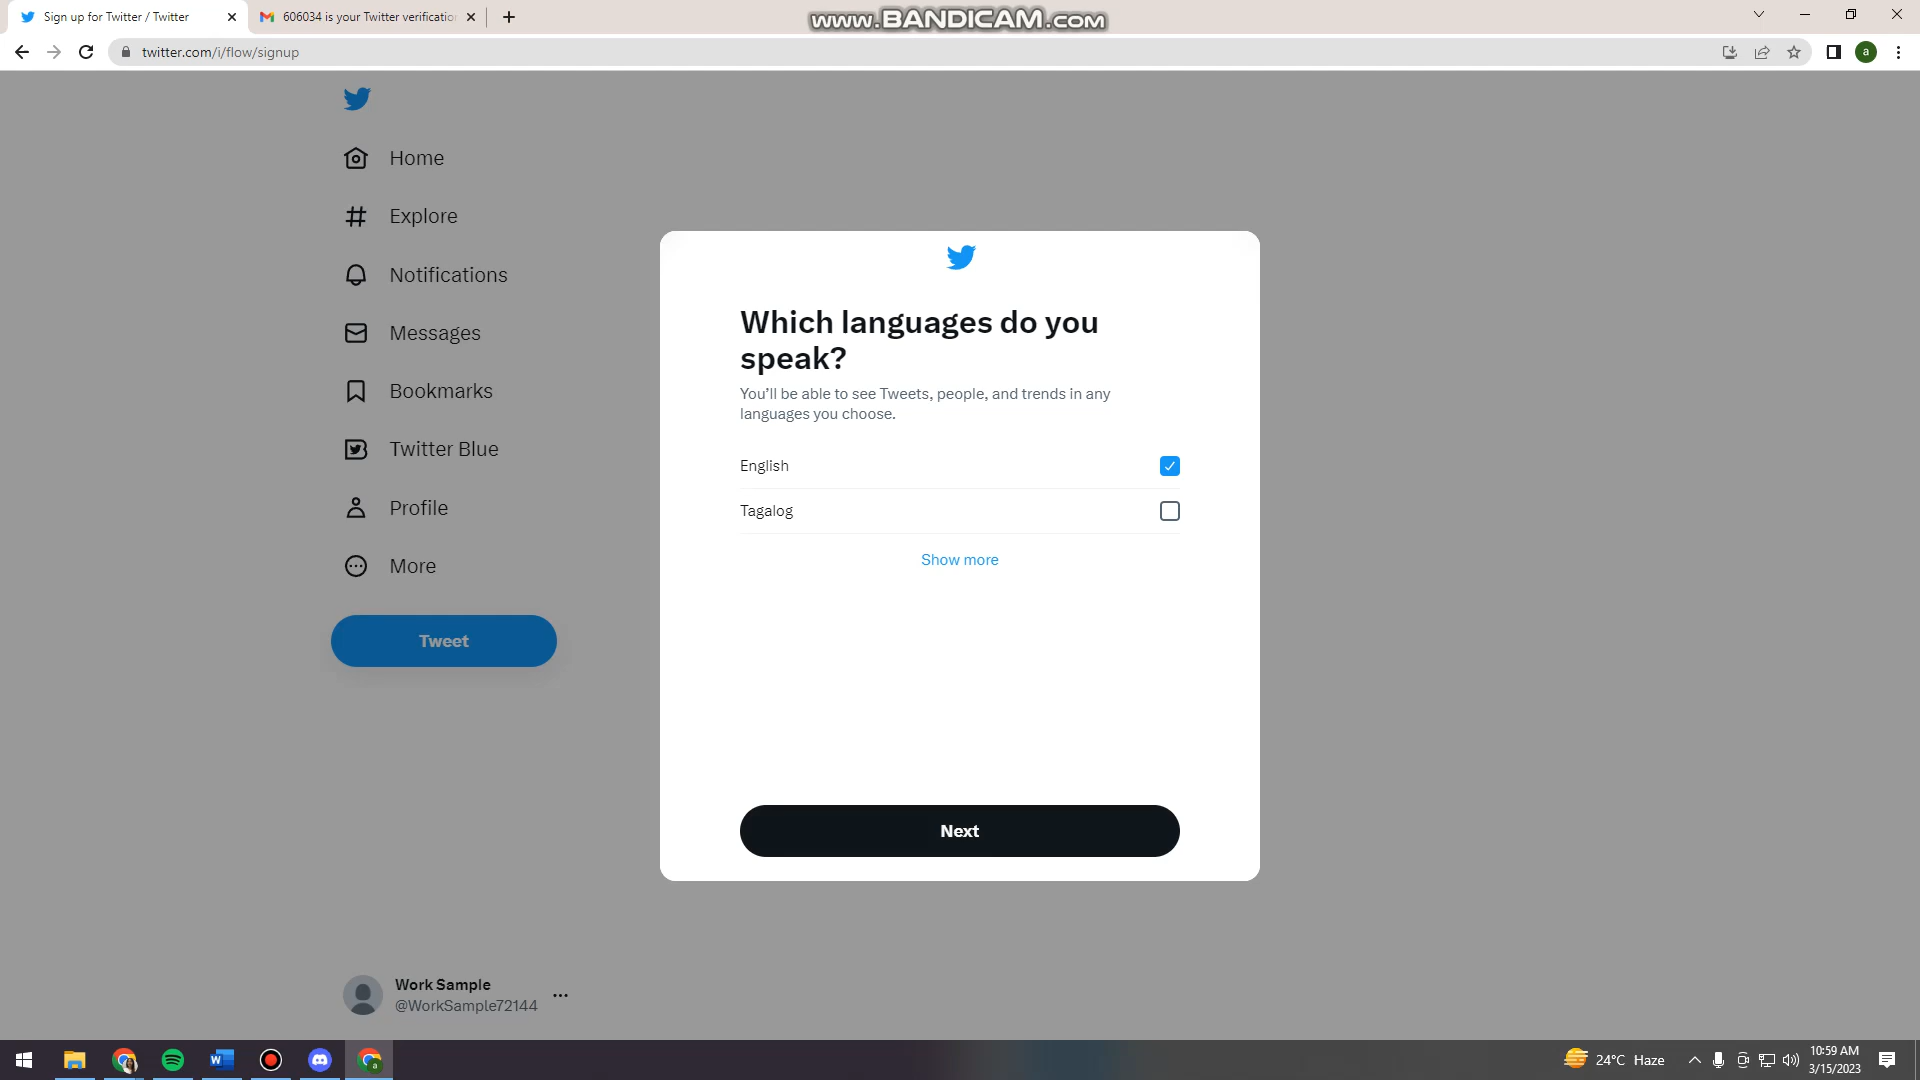 Sign up for Twitter / Twitter
606034 is your Twitter verificatio
www.BANDICAM.com
twitter.com/i/flow/signup
a
Home
Explore
Notifications
Messages
Bookmarks
Twitter Blue
Profile
More
Tweet
Which languages do you
speak?
You'll be able to see Tweets, people, and trends in any
languages you choose.
English
Tagalog
Show more
Next
Work Sample
@WorkSample72144
24°C Haze
10:59 AM
3/15/2023